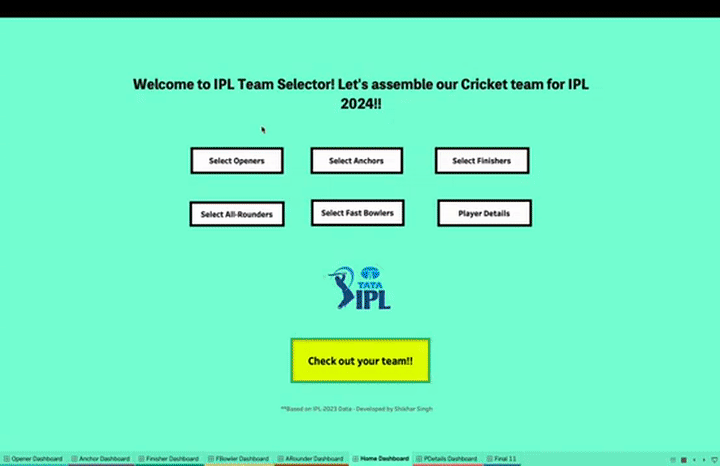 Welcome to IPL Team Selector! Let's assemble our Cricket team for IPL
2024!!
Select Openers
Select Anchors
Select Finishers
Select All-Rounders
Select Fast Bowlers
Player Details
TATA
IPL
Check out your team!!
**Based on IPL 2023 Data - Developed by Shikhar Singh
Opener Dashboard
Anchor Dashboard
Finisher Dashboard
FBowler Dashboard
ARounder Dashboard
Home Dashboard
PDetails Dashboard
Final 11